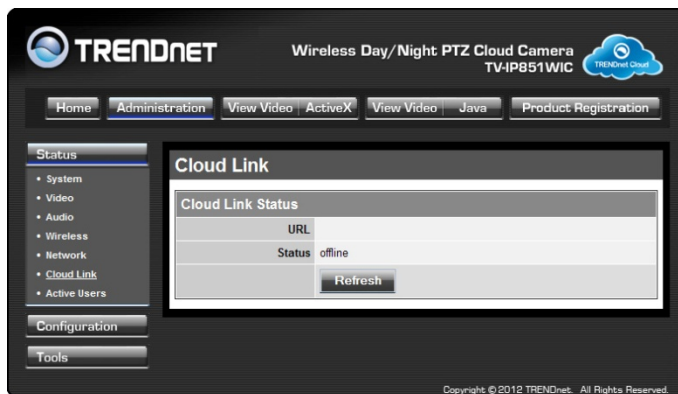 TRENDNET
Wireless Day/Night PTZ Cloud Camera
TV-IP851WIC
TRENDnet Cloud
Home Administration View Video ActiveX View Video Java Product Registration
Status
• System
• Video
• Audio
• Wireless
• Network
• Cloud Link
• Active Users
Configuration
Tools
Cloud Link
Cloud Link Status
URL
Status offline
Refresh
Copyright © 2012 TRENDnet. All Rights Reserved.